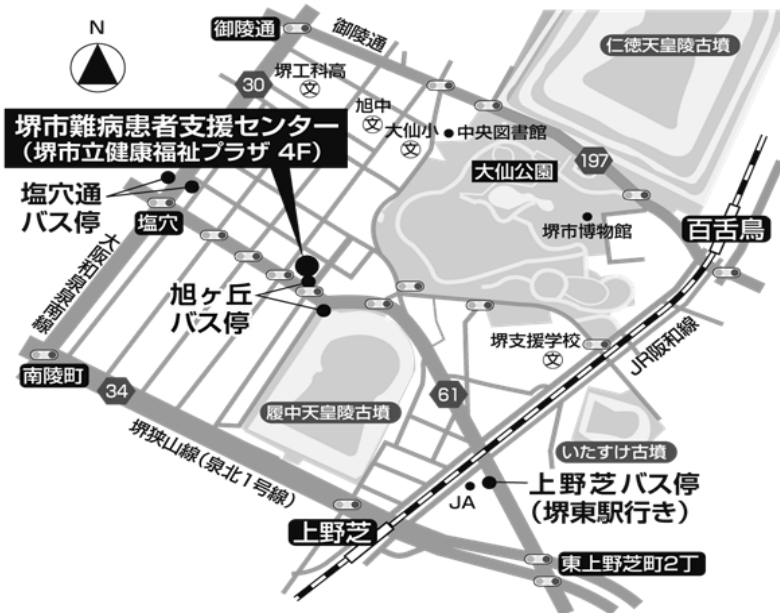 N
御陵通
御陵通
仁徳天皇陵古墳
30
堺工科高
文
旭中
文
大仙小
文
中央図書館
堺市難病患者支援センター
(堺市立健康福祉プラザ 4F)
大仙公園
197
塩穴通
バス停
塩穴
堺市博物館
百舌鳥
大阪和泉泉南線
旭ヶ丘
バス停
堺支援学校
文
JR阪和線
南陵町
34
履中天皇陵古墳
61
いたすけ古墳
堺狭山線(泉北1号線)
JA
上野芝バス停
(堺東駅行き)
上野芝
東上野芝町2丁